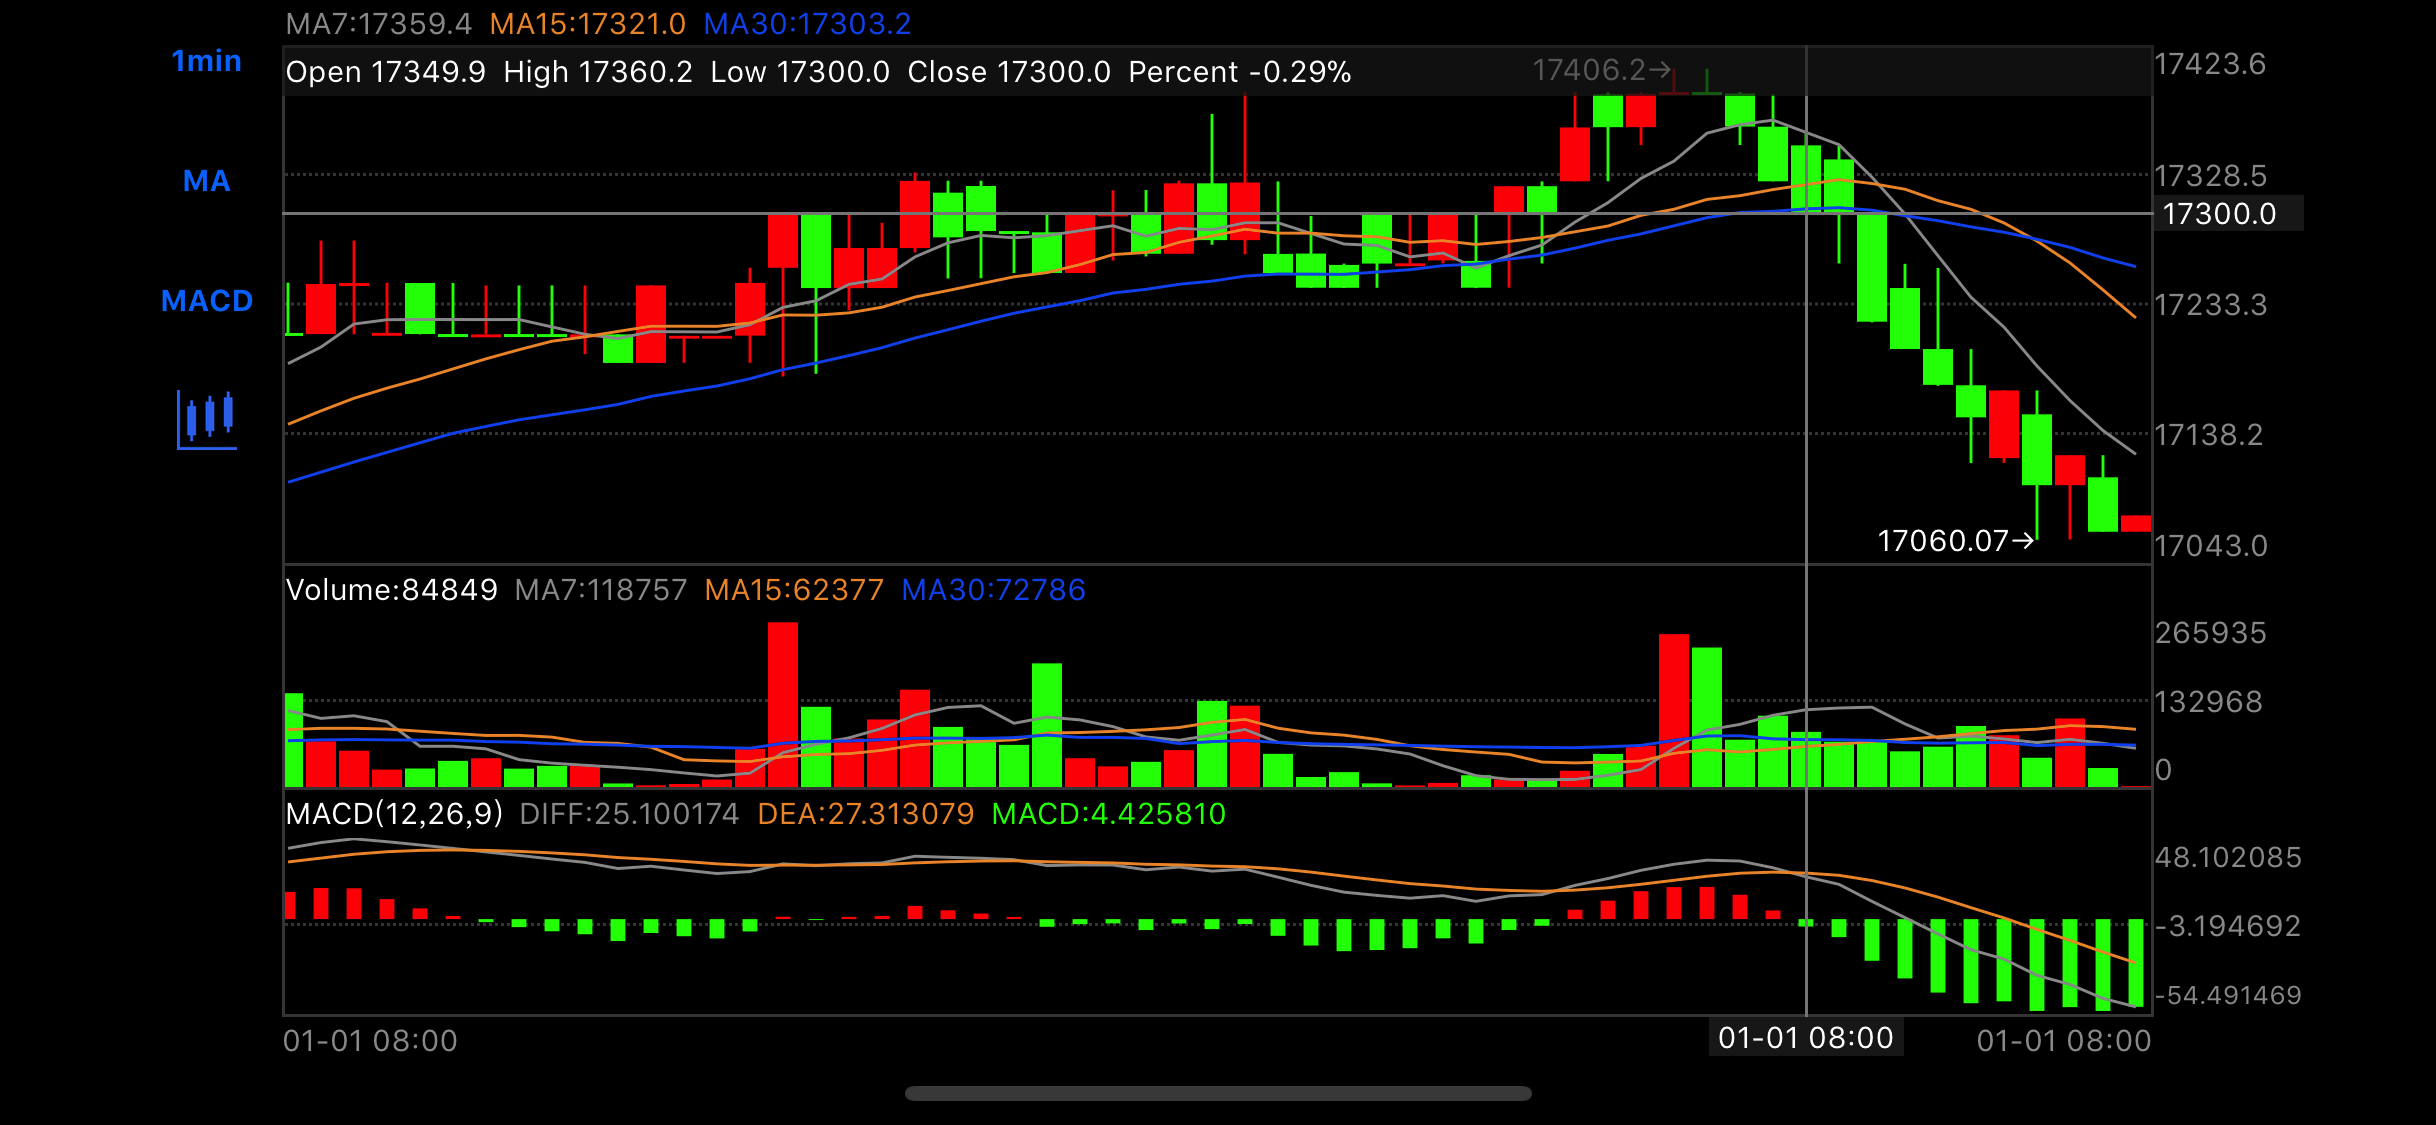 MA7:17359.4 MA15:17321.0 MA30:17303.2
1min
Open 17349.9 High 17360.2 Low 17300.0 Close 17300.0 Percent -0.29%
17406.2→
17423.6
MA
17328.5
17300.0
MACD
17233.3
17138.2
17060.07→
17043.0
Volume:84849 MA7:118757 MA15:62377 MA30:72786
265935
132968
0
MACD(12,26,9) DIFF:25.100174 DEA:27.313079 MACD:4.425810
48.102085
-3.194692
-54.491469
01-01 08:00 01-01 08:00 01-01 08:00